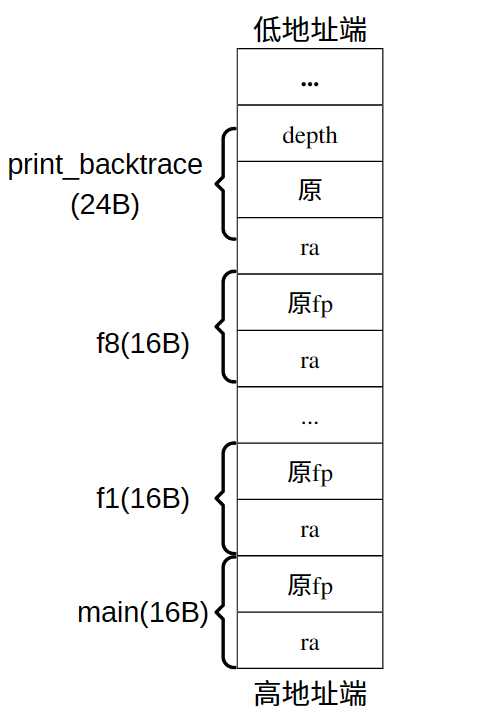 低地址端
...
depth
print_backtrace
(24B)
原
ra
原fp
f8(16B)
ra
...
原fp
f1(16B)
ra
原fp
main(16B)
ra
高地址端